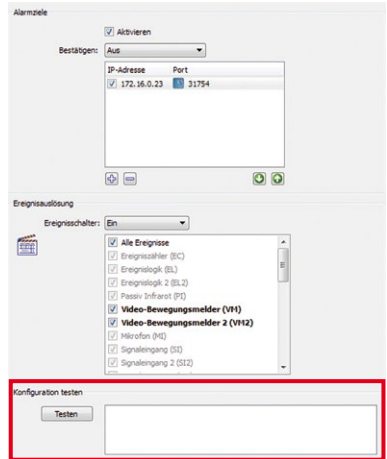 Alarmziele
Aktivieren
Bestätigen: Aus
IP-Adresse Port
172.16.0.23 31754
Ereignisauslösung
Ereignisschalter: Ein
Alle Ereignisse
Ereigniszähler (EC)
Ereignislogik (EL)
Ereignislogik 2 (EL2)
Passiv Infrarot (PI)
Video-Bewegungsmelder (VM)
Video-Bewegungsmelder 2 (VM2)
Mikrofon (MI)
Signaleingang (SI)
Signaleingang 2 (SI2)
Konfiguration testen
Testen